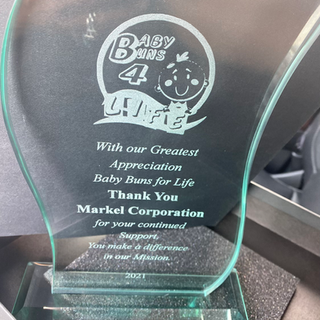 BABY
BUNS
4
LIFE
With our Greatest
Appreciation
Baby Buns for Life
Thank You
Markel Corporation
for your continued
Support.
You make a difference
in our Mission.
2021